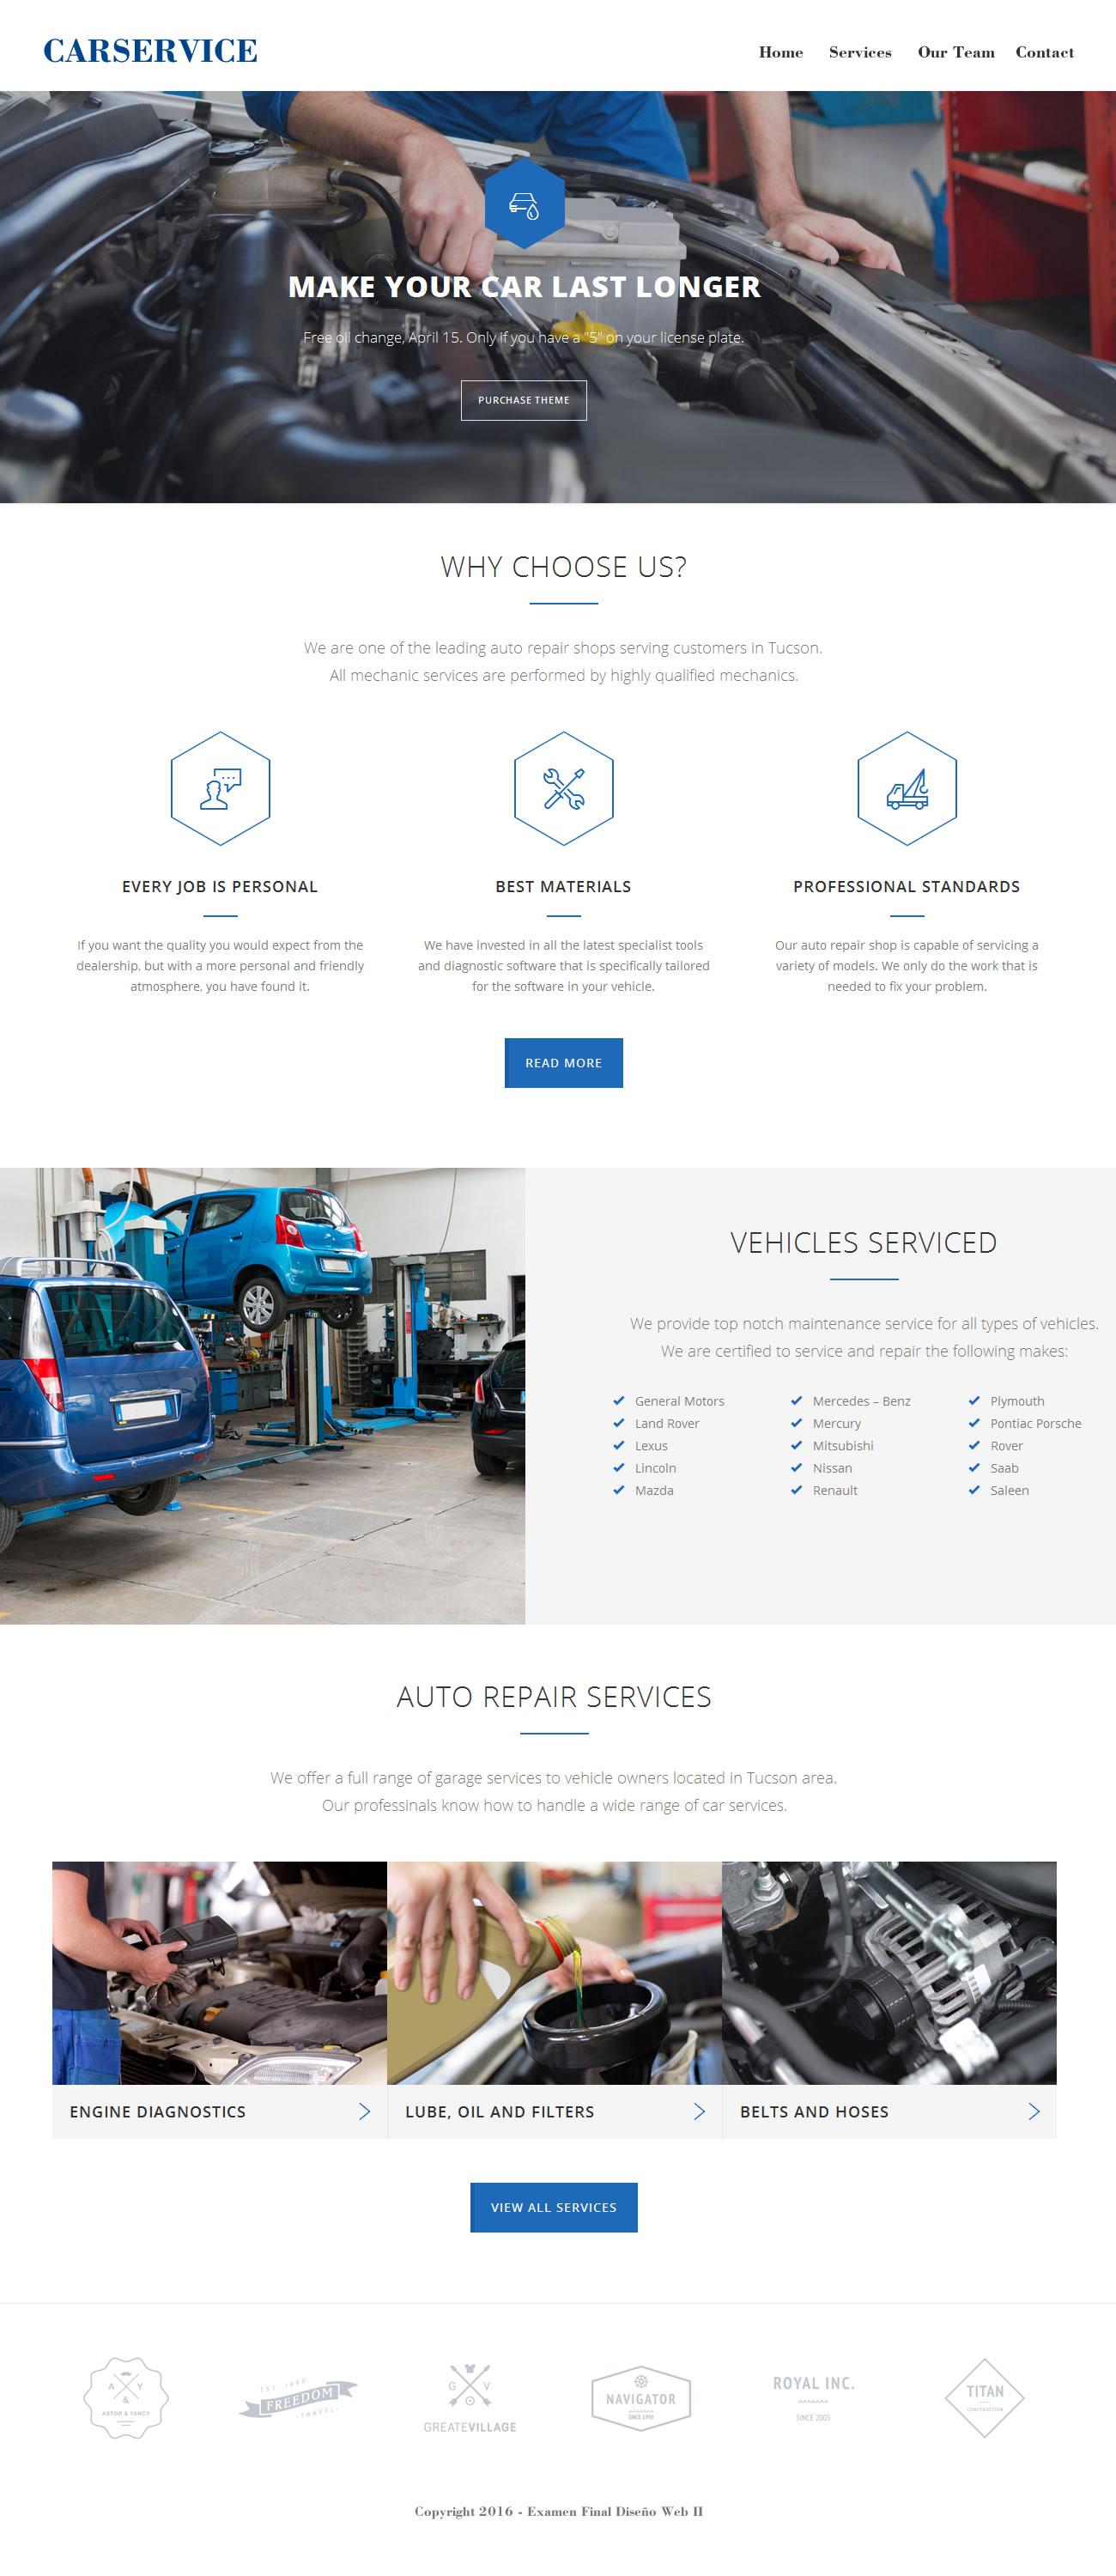 CARSERVICE
Home Services Our Team Contact
MAKE YOUR CAR LAST LONGER
Free oil change, April 15. Only if you have a "5" on your license plate.
PURCHASE THEME
WHY CHOOSE US?
We are one of the leading auto repair shops serving customers in Tucson.
All mechanic services are performed by highly qualified mechanics.
EVERY JOB IS PERSONAL
If you want the quality you would expect from the
dealership, but with a more personal and friendly
atmosphere, you have found it.
BEST MATERIALS
We have invested in all the latest specialist tools
and diagnostic software that is specifically tailored
for the software in your vehicle.
PROFESSIONAL STANDARDS
Our auto repair shop is capable of servicing a
variety of models. We only do the work that is
needed to fix your problem.
READ MORE
VEHICLES SERVICED
We provide top notch maintenance service for all types of vehicles.
We are certified to service and repair the following makes:
General Motors
Land Rover
Lexus
Lincoln
Mazda
Mercedes – Benz
Mercury
Mitsubishi
Nissan
Renault
Plymouth
Pontiac Porsche
Rover
Saab
Saleen
AUTO REPAIR SERVICES
We offer a full range of garage services to vehicle owners located in Tucson area.
Our professinals know how to handle a wide range of car services.
ENGINE DIAGNOSTICS
LUBE, OIL AND FILTERS
BELTS AND HOSES
VIEW ALL SERVICES
A Y
&
ASTOR & FANCY
FREEDOM
·TRAVEL·
G V
GREATEVILLAGE
NAVIGATOR
SINCE 1998
ROYAL INC.
SINCE 2005
TITAN
CONSTRUCTION
Copyright 2016 - Examen Final Diseño Web II